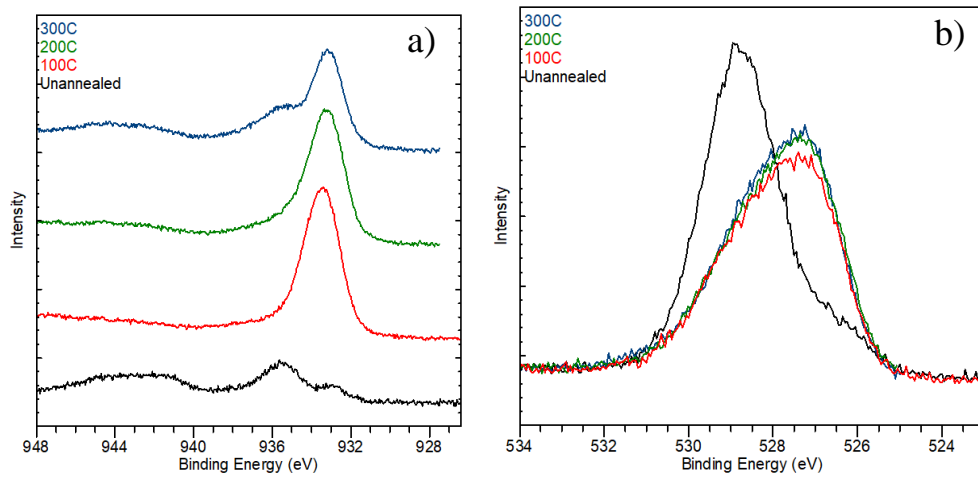 300C
200C
100C
Unannealed
a)
Intensity
948 944 940 936 932 928
Binding Energy (eV)
300C
200C
100C
Unannealed
b)
Intensity
534 532 530 528 526 524
Binding Energy (eV)